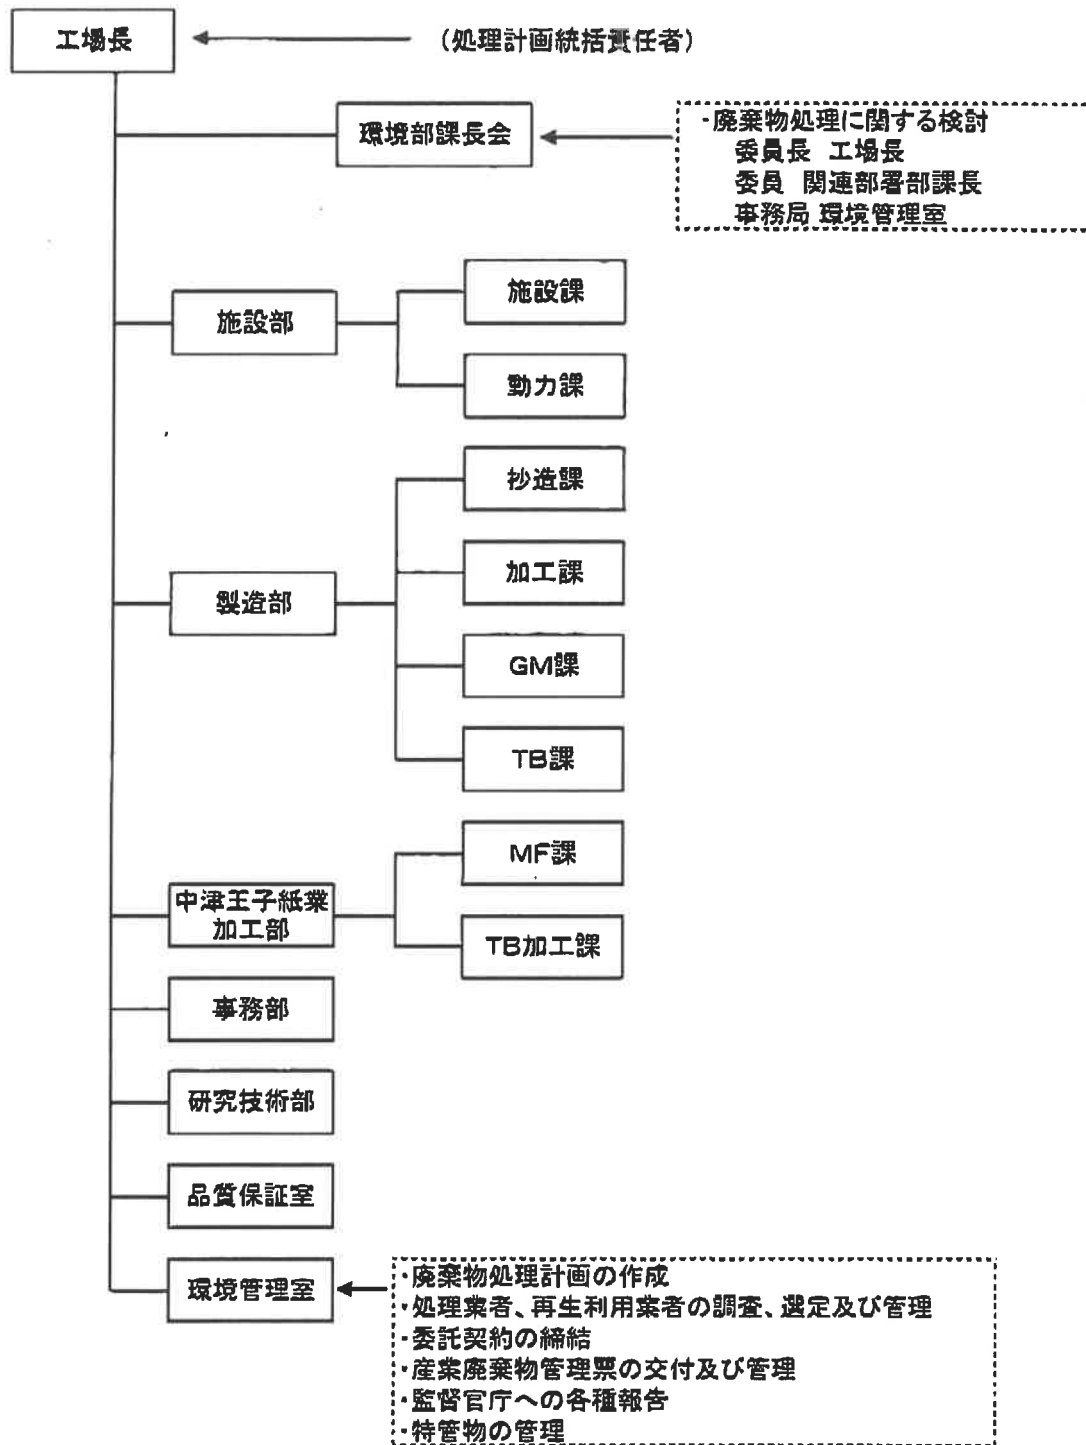 工場長
（処理計画統括責任者）
環境部課長会
・廃棄物処理に関する検討
委員長 工場長
委員 関連部署部課長
事務局 環境管理室
施設部
施設課
動力課
製造部
抄造課
加工課
GM課
TB課
中津王子紙業
加工部
MF課
TB加工課
事務部
研究技術部
品質保証室
環境管理室
・廃棄物処理計画の作成
・処理業者、再生利用業者の調査、選定及び管理
・委託契約の締結
・産業廃棄物管理票の交付及び管理
・監督官庁への各種報告
・特管物の管理